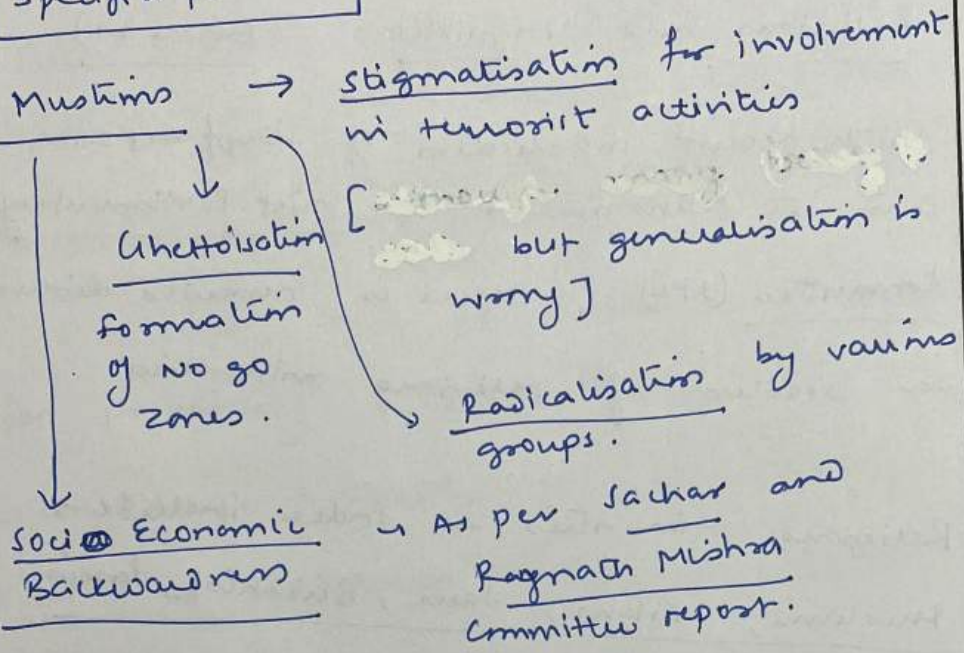 Muslims → stigmatisation for involvement
in terrorist activities
[
but generalisation is
wrong]
Ghettoisation
formation
of NO go
zones.
Radicalisation by various
groups.
Socio Economic
Backwardness
As per Sachar and
Ragnath Mishra
Committee report.